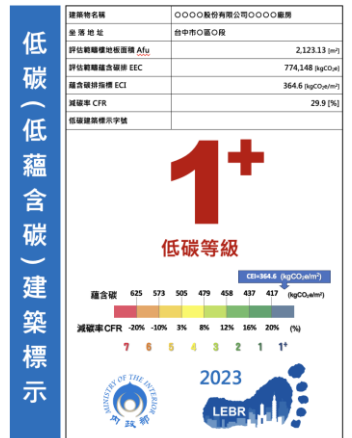 低碳(低蘊含碳)建築標示
建築物名稱 ○○○○股份有限公司○○○○廠房
坐落地址 台中市○區○段
評估範疇樓地板面積 Afu 2,123.13 [m²]
評估範疇蘊含碳排 EEC 774,148 [kgCO₂e]
蘊含碳排指標 ECI 364.6 [kgCO₂e/m²]
減碳率 CFR 29.9 [%]
低碳建築標示字號
1⁺
低碳等級
CEI=364.6 (kgCO₂e/m²)
蘊含碳 625 573 505 479 458 437 417 (kgCO₂e/m²)
減碳率CFR -20% -10% 3% 8% 12% 16% 20% (%)
7 6 5 4 3 2 1 1⁺
MINISTRY OF THE INTERIOR
內政部
2023
LEBR